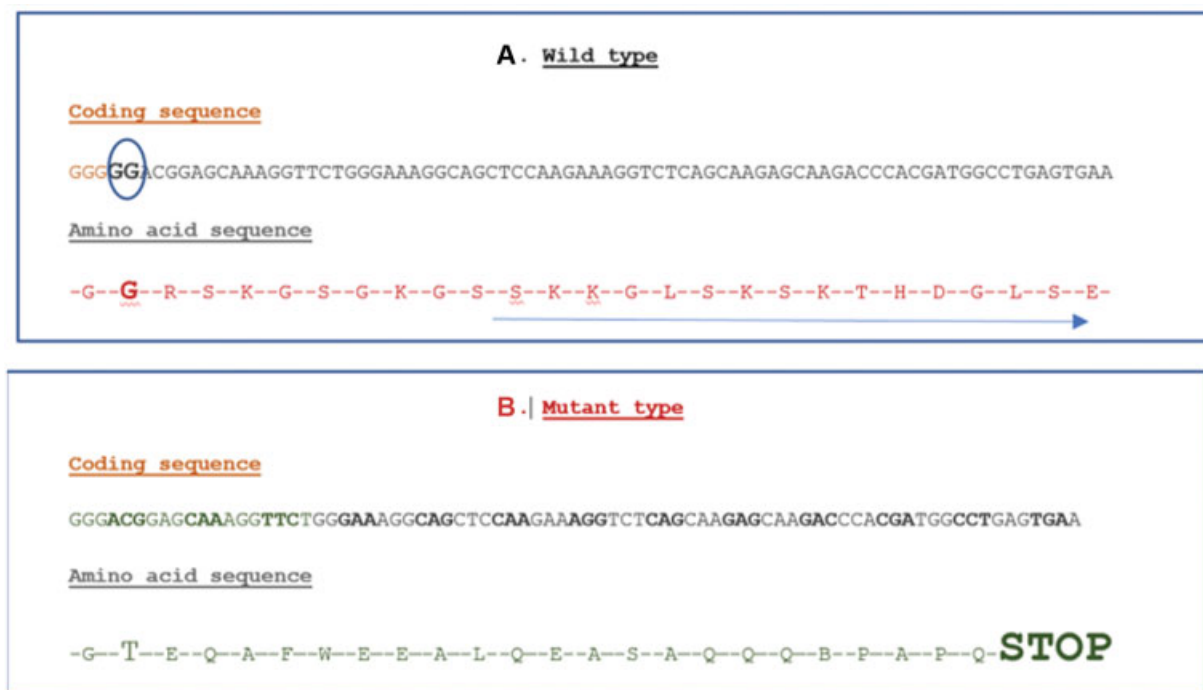 A. Wild type
Coding sequence
GGGGGACGGAGCAAAGGTTCTGGGAAAGGCAGCTCCAAGAAAGGTCTCAGCAAGAGCAAGACCCACGATGGCCTGAGTGAA
Amino acid sequence
-G--G--R--S--K--G--S--G--K--G--S--S--K--K--G--L--S--K--S--K--T--H--D--G--L--S--E-
B. Mutant type
Coding sequence
GGGACGGAGCAAAGGTTCTGGGAAAGGCAGCTCCAAGAAAGGTCTCAGCAAGAGCAAGACCCACGATGGCCTGAGTGAA
Amino acid sequence
-G--T--E--Q--A--F--W--E--E--A--L--Q--E--A--S--A--Q--Q--Q--B--P--A--P--Q-STOP